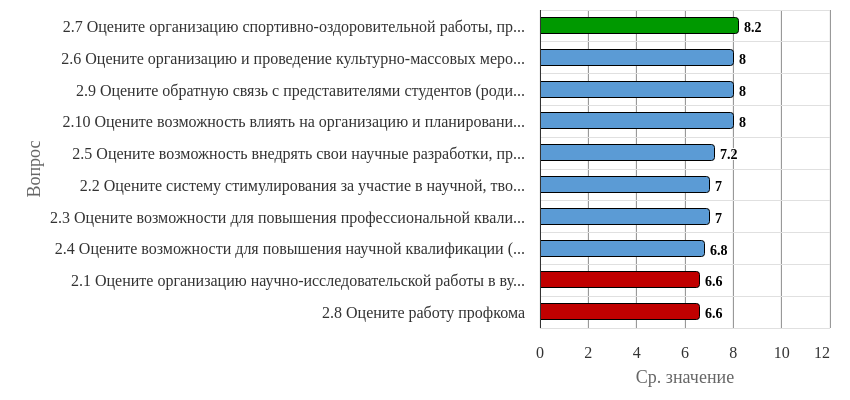 2.7 Оцените организацию спортивно-оздоровительной работы, пр... 8.2
2.6 Оцените организацию и проведение культурно-массовых меро... 8
2.9 Оцените обратную связь с представителями студентов (роди... 8
2.10 Оцените возможность влиять на организацию и планировани... 8
2.5 Оцените возможность внедрять свои научные разработки, пр... 7.2
2.2 Оцените систему стимулирования за участие в научной, тво... 7
2.3 Оцените возможности для повышения профессиональной квали... 7
2.4 Оцените возможности для повышения научной квалификации (... 6.8
2.1 Оцените организацию научно-исследовательской работы в ву... 6.6
2.8 Оцените работу профкома 6.6
Вопрос
0 2 4 6 8 10 12
Ср. значение